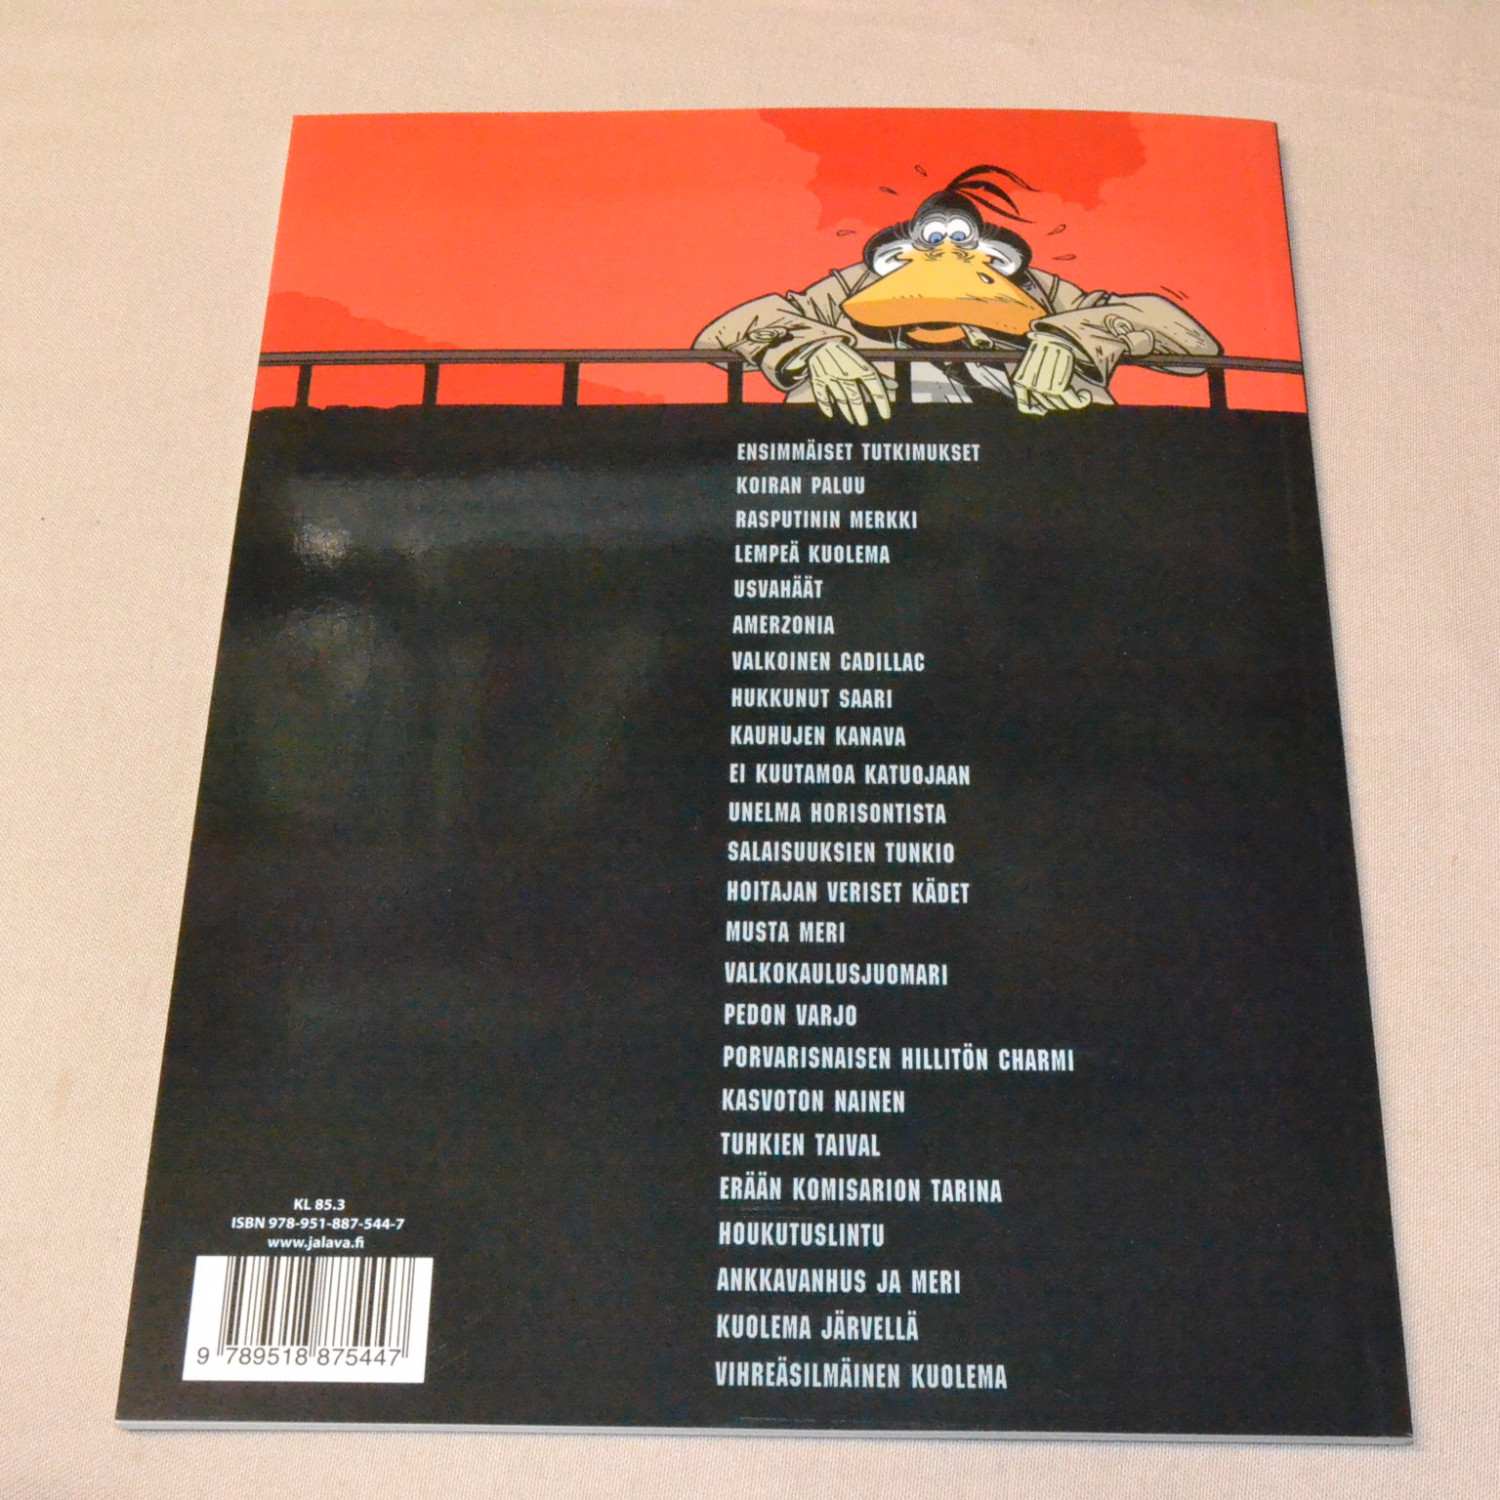 ENSIMMÄISET TUTKIMUKSET
KOIRAN PALUU
RASPUTININ MERKKI
LEMPEÄ KUOLEMA
USVAHÄÄT
AMERZONIA
VALKOINEN CADILLAC
HUKKUNUT SAARI
KAUHUJEN KANAVA
EI KUUTAMOA KATUOJAAN
UNELMA HORISONTISTA
SALAISUUKSIEN TUNKIO
HOITAJAN VERISET KÄDET
MUSTA MERI
VALKOKAULUSJUOMARI
PEDON VARJO
PORVARISNAISEN HILLITÖN CHARMI
KASVOTON NAINEN
TUHKIEN TAIVAL
ERÄÄN KOMISARION TARINA
HOUKUTUSLINTU
ANKKAVANHUS JA MERI
KUOLEMA JÄRVELLÄ
VIHREÄSILMÄINEN KUOLEMA
KL 85.3
ISBN 978-951-887-544-7
www.jalava.fi
9 789518 875447